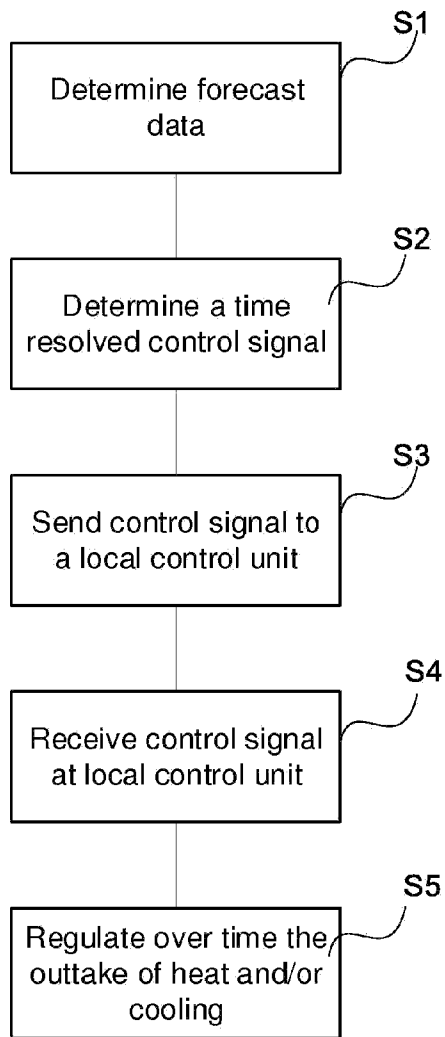 S1
Determine forecast
data
S2
Determine a time
resolved control signal
S3
Send control signal to
a local control unit
S4
Receive control signal
at local control unit
S5
Regulate over time the
outtake of heat and/or
cooling